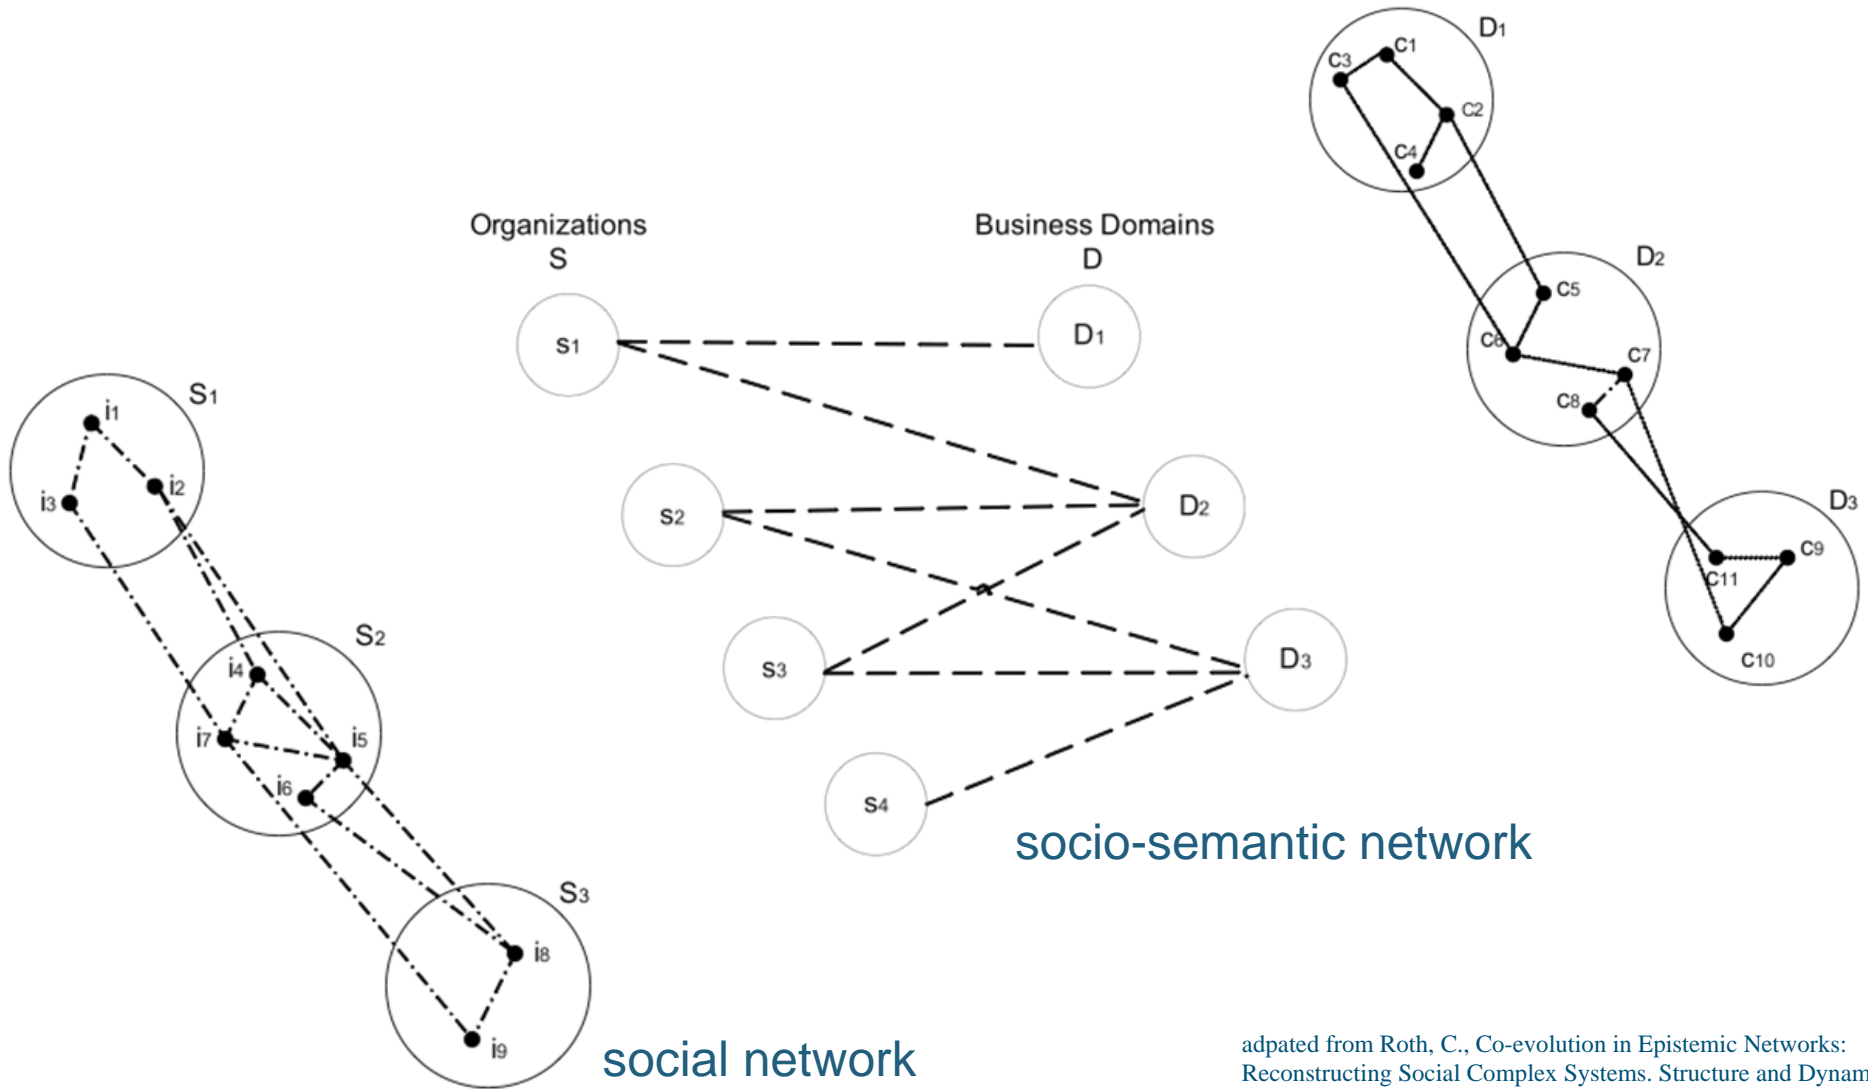 Organizations
S
Business Domains
D
s1
s2
s3
s4
D1
D2
D3
S1
i1
i2
i3
S2
i4
i5
i7
i6
S3
i8
i9
D1
C1
C3
C2
C4
D2
C5
C6
C7
C8
D3
C9
C11
C10
socio-semantic network
social network
adpated from Roth, C., Co-evolution in Epistemic Networks:
Reconstructing Social Complex Systems. Structure and Dynam